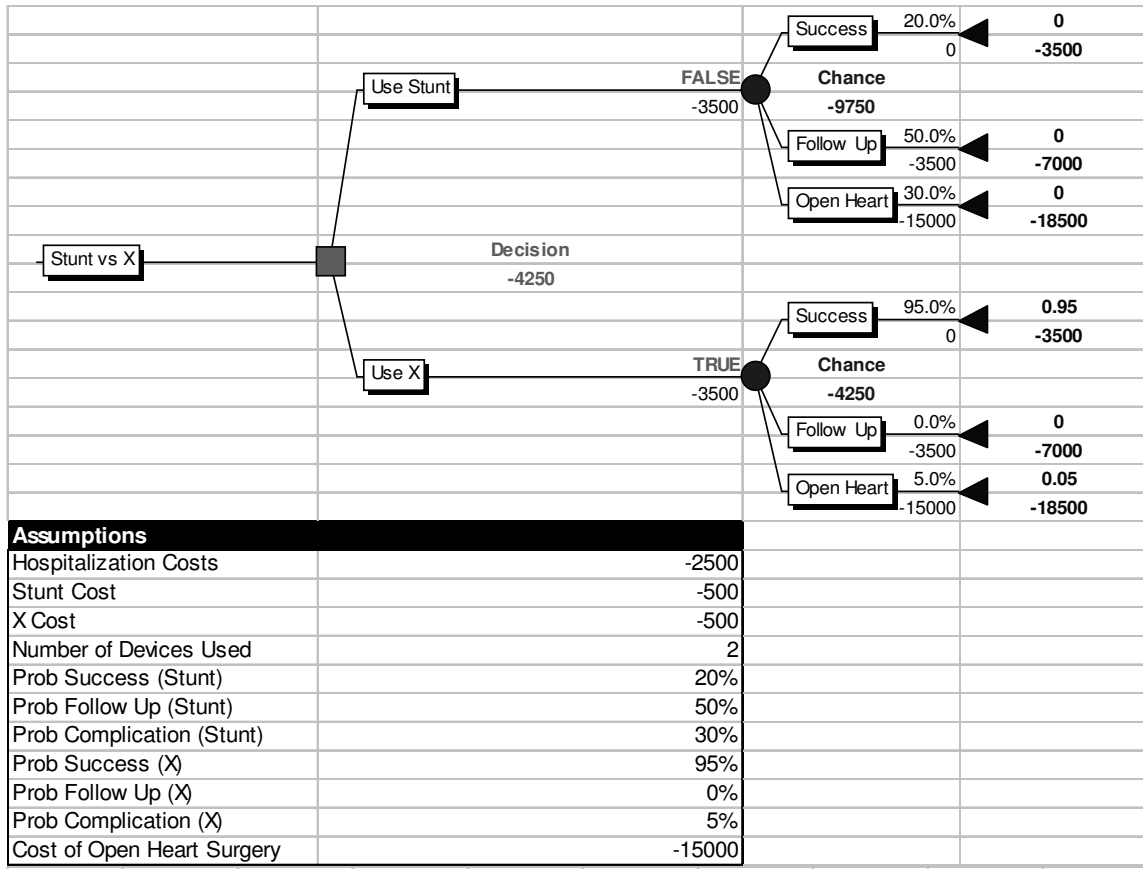 Success 20.0% 0
0 -3500
Use Stunt FALSE Chance
-3500 -9750
Follow Up 50.0% 0
-3500 -7000
Open Heart 30.0% 0
-15000 -18500
Stunt vs X Decision
-4250
Success 95.0% 0.95
0 -3500
Use X TRUE Chance
-3500 -4250
Follow Up 0.0% 0
-3500 -7000
Open Heart 5.0% 0.05
-15000 -18500
Assumptions
Hospitalization Costs -2500
Stunt Cost -500
X Cost -500
Number of Devices Used 2
Prob Success (Stunt) 20%
Prob Follow Up (Stunt) 50%
Prob Complication (Stunt) 30%
Prob Success (X) 95%
Prob Follow Up (X) 0%
Prob Complication (X) 5%
Cost of Open Heart Surgery -15000